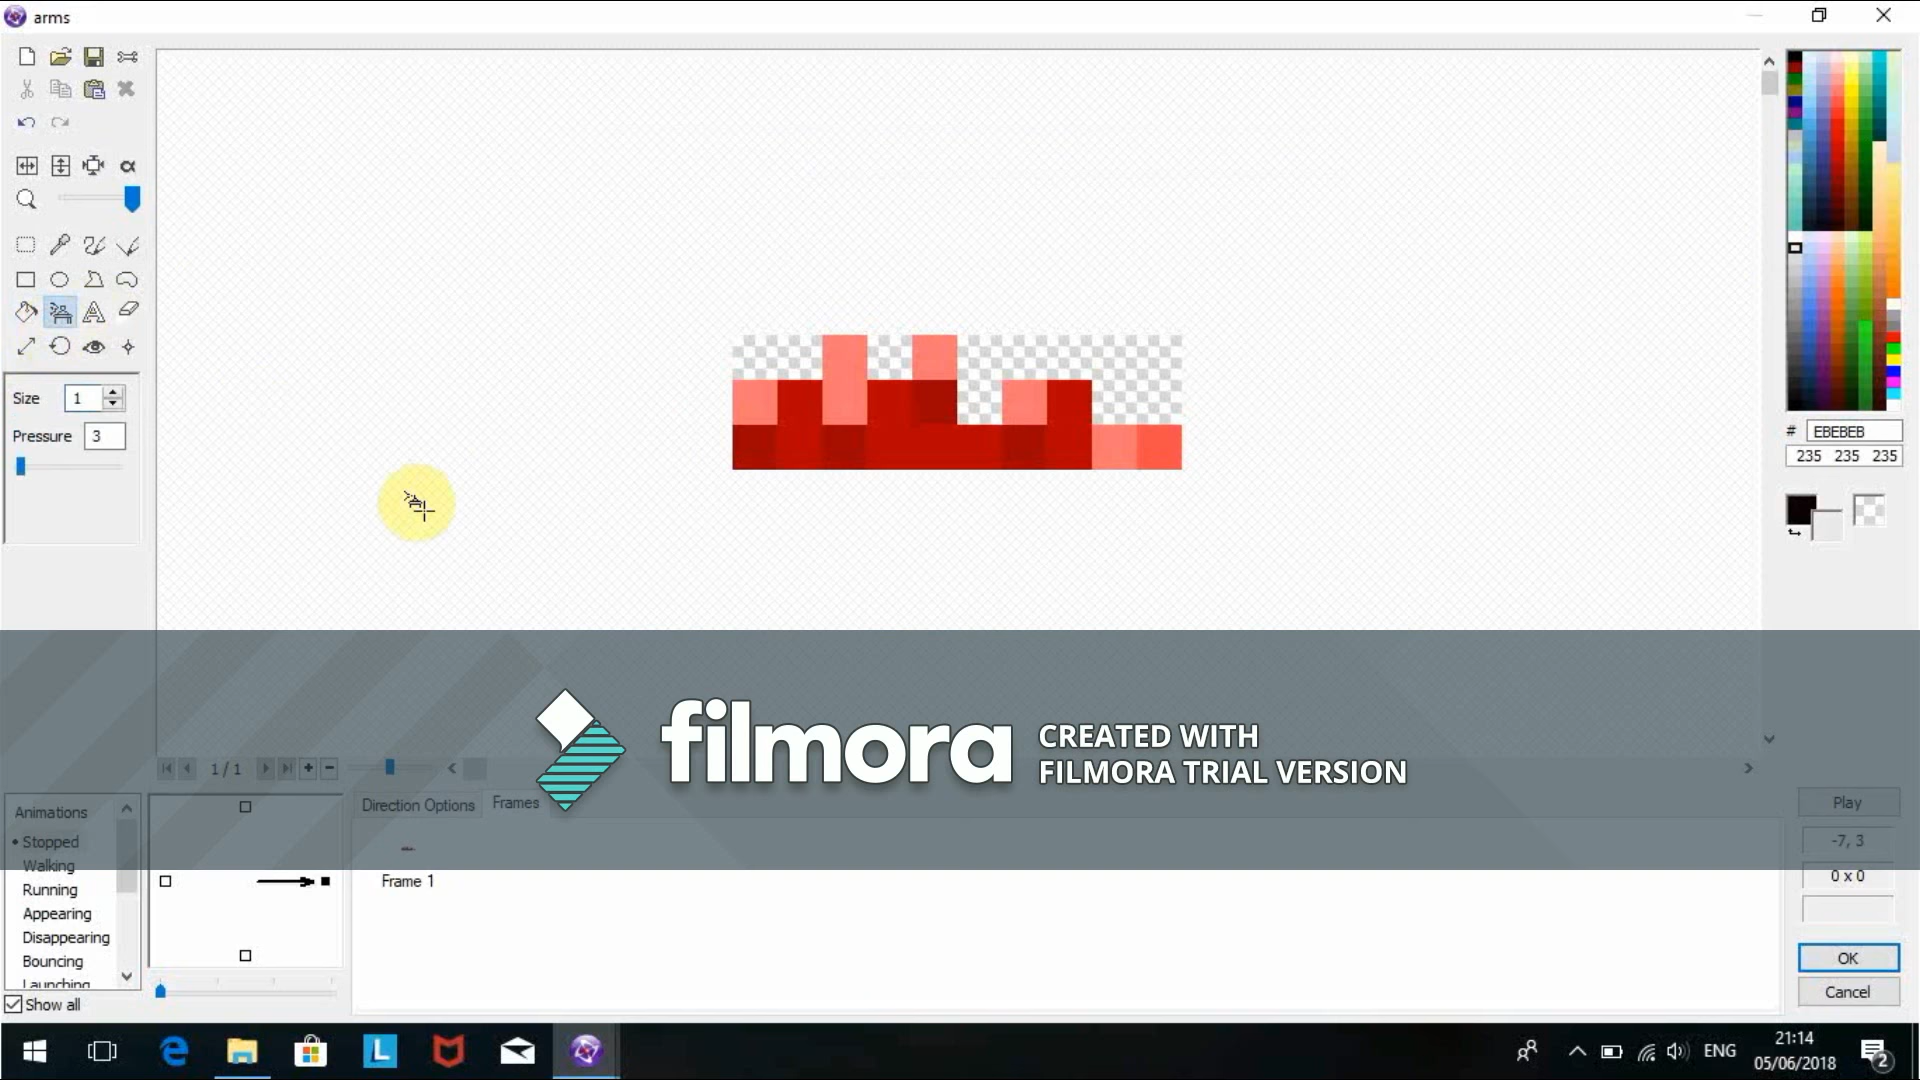 arms
Size 1
Pressure 3
# EBEBEB
235 235 235
filmora
CREATED WITH
FILMORA TRIAL VERSION
1 / 1
Direction Options Frames
Animations
Stopped
Walking
Running
Appearing
Disappearing
Bouncing
Launching
Show all
Frame 1
Play
-7, 3
0 x 0
OK
Cancel
L
ENG
21:14
05/06/2018
2